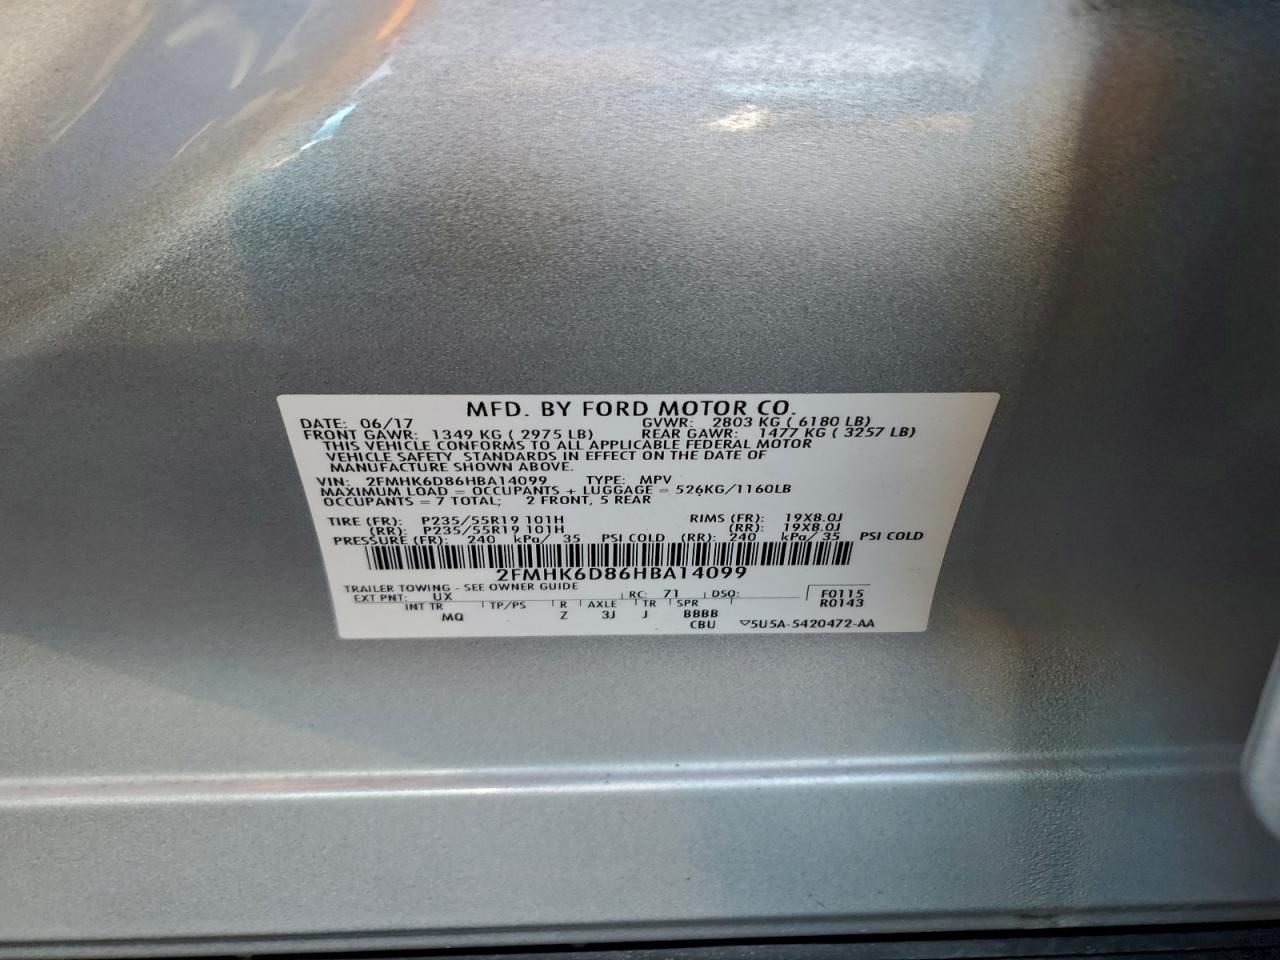 MFD. BY FORD MOTOR CO.
DATE: 06/17 GVWR: 2803 KG ( 6180 LB)
FRONT GAWR: 1349 KG ( 2975 LB) REAR GAWR: 1477 KG ( 3257 LB)
THIS VEHICLE CONFORMS TO ALL APPLICABLE FEDERAL MOTOR
VEHICLE SAFETY STANDARDS IN EFFECT ON THE DATE OF
MANUFACTURE SHOWN ABOVE.
VIN: 2FMHK6D86HBA14099 TYPE: MPV
MAXIMUM LOAD = OCCUPANTS + LUGGAGE = 526KG/1160LB
OCCUPANTS = 7 TOTAL; 2 FRONT, 5 REAR
TIRE (FR): P235/55R19 101H RIMS (FR): 19X8.0J
(RR): P235/55R19 101H (RR): 19X8.0J
PRESSURE (FR): 240 kPa/ 35 PSI COLD (RR): 240 kPa/ 35 PSI COLD
2FMHK6D86HBA14099
TRAILER TOWING - SEE OWNER GUIDE
EXT PNT: UX RC: 71 DSO: F0115
R0143
INT TR TP/PS R AXLE TR SPR
MQ Z 3J J BBBB
CBU ▽5U5A-5420472-AA